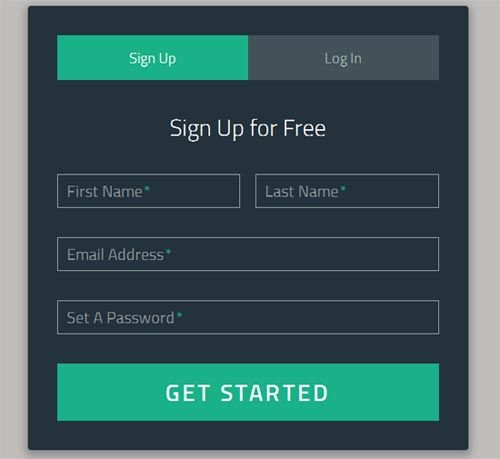 Sign Up Log In
Sign Up for Free
First Name* Last Name*
Email Address*
Set A Password*
GET STARTED